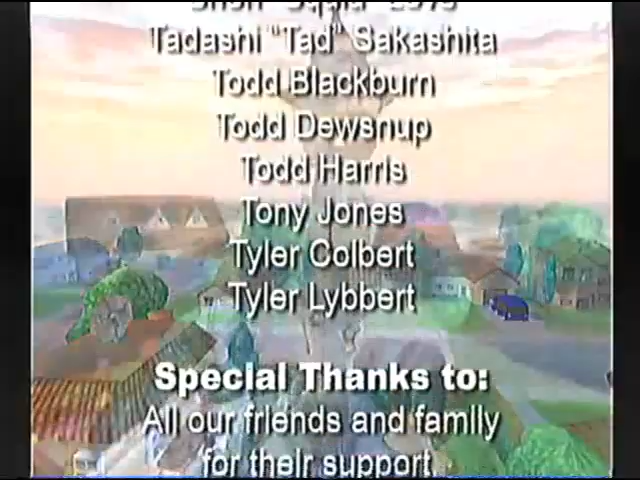 Tadashi "Tad" Sakashita
Todd Blackburn
Todd Dewsnup
Todd Harris
Tony Jones
Tyler Colbert
Tyler Lybbert
Special Thanks to:
All our friends and family
for their support.